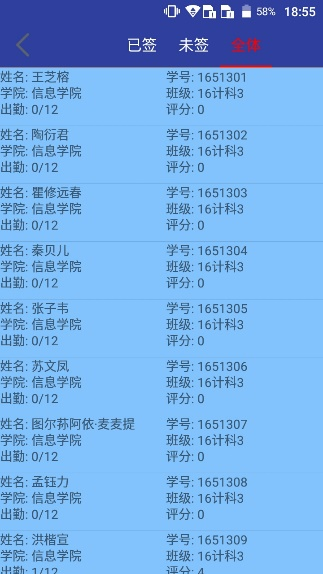 58% 18:55
已签 未签 全体
姓名: 王芝榕 学号: 1651301
学院: 信息学院 班级: 16计科3
出勤: 0/12 评分: 0
姓名: 陶衍君 学号: 1651302
学院: 信息学院 班级: 16计科3
出勤: 0/12 评分: 0
姓名: 瞿修远春 学号: 1651303
学院: 信息学院 班级: 16计科3
出勤: 0/12 评分: 0
姓名: 秦贝儿 学号: 1651304
学院: 信息学院 班级: 16计科3
出勤: 0/12 评分: 0
姓名: 张子韦 学号: 1651305
学院: 信息学院 班级: 16计科3
出勤: 0/12 评分: 0
姓名: 苏文凤 学号: 1651306
学院: 信息学院 班级: 16计科3
出勤: 0/12 评分: 0
姓名: 图尔荪阿依·麦麦提 学号: 1651307
学院: 信息学院 班级: 16计科3
出勤: 0/12 评分: 0
姓名: 孟钰力 学号: 1651308
学院: 信息学院 班级: 16计科3
出勤: 0/12 评分: 0
姓名: 洪楷宣 学号: 1651309
学院: 信息学院 班级: 16计科3
出勤: 1/12 评分: 4